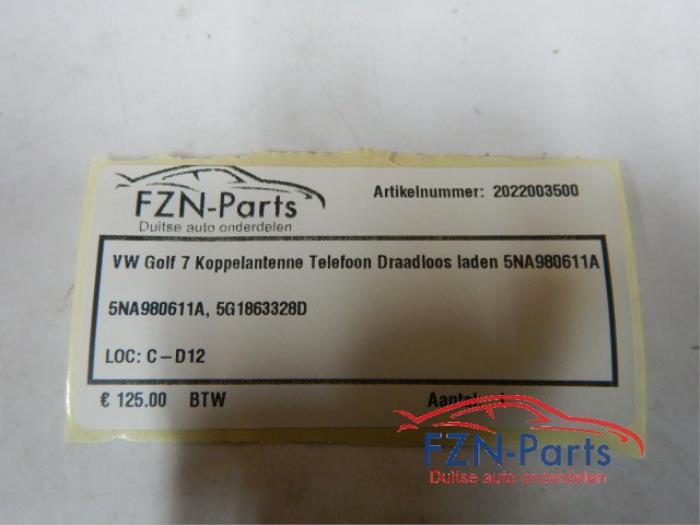 FZN-Parts
Duitse auto onderdelen
Artikelnummer: 2022003500
VW Golf 7 Koppelantenne Telefoon Draadloos laden 5NA980611A
5NA980611A, 5G1863328D
LOC: C-D12
€ 125.00 BTW
FZN-Parts
Duitse auto onderdelen